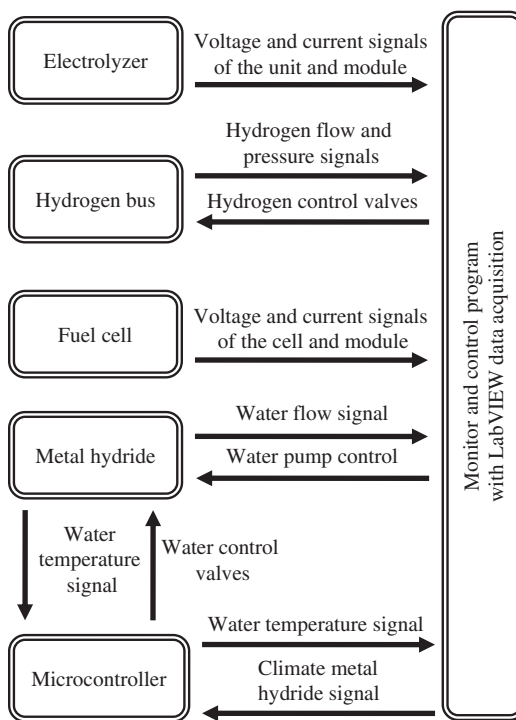 Electrolyzer
Voltage and current signals
of the unit and module
Hydrogen bus
Hydrogen flow and
pressure signals
Hydrogen control valves
Fuel cell
Voltage and current signals
of the cell and module
Metal hydride
Water flow signal
Water pump control
Water
temperature
signal
Water control
valves
Microcontroller
Water temperature signal
Climate metal
hydride signal
Monitor and control program
with LabVIEW data acquisition